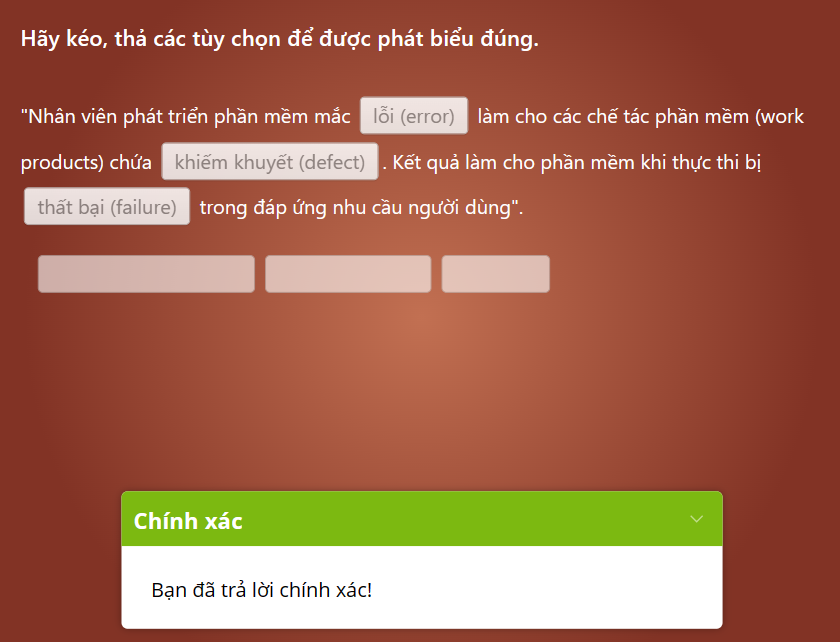 Hãy kéo, thả các tùy chọn để được phát biểu đúng.
"Nhân viên phát triển phần mềm mắc lỗi (error) làm cho các chế tác phần mềm (work
products) chứa khiếm khuyết (defect) . Kết quả làm cho phần mềm khi thực thi bị
thất bại (failure) trong đáp ứng nhu cầu người dùng".
Chính xác
Bạn đã trả lời chính xác!